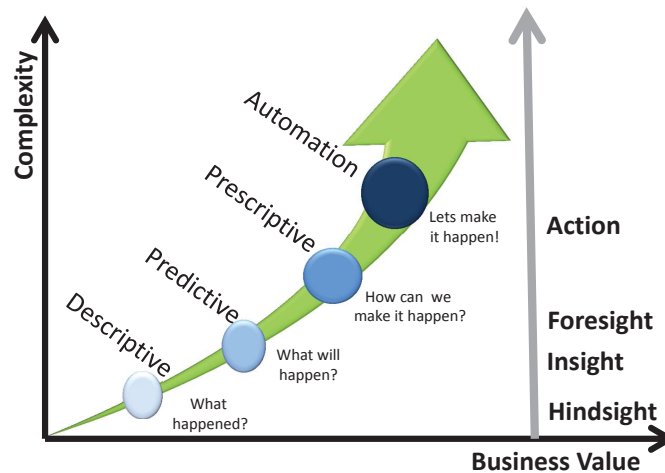 Complexity
Automation
Prescriptive
Predictive
Descriptive
Lets make
it happen!
How can we
make it happen?
What will
happen?
What
happened?
Action
Foresight
Insight
Hindsight
Business Value